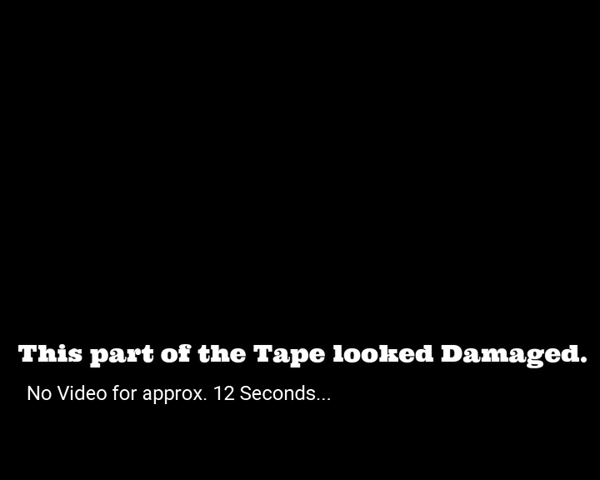 This part of the Tape looked Damaged.
No Video for approx. 12 Seconds...